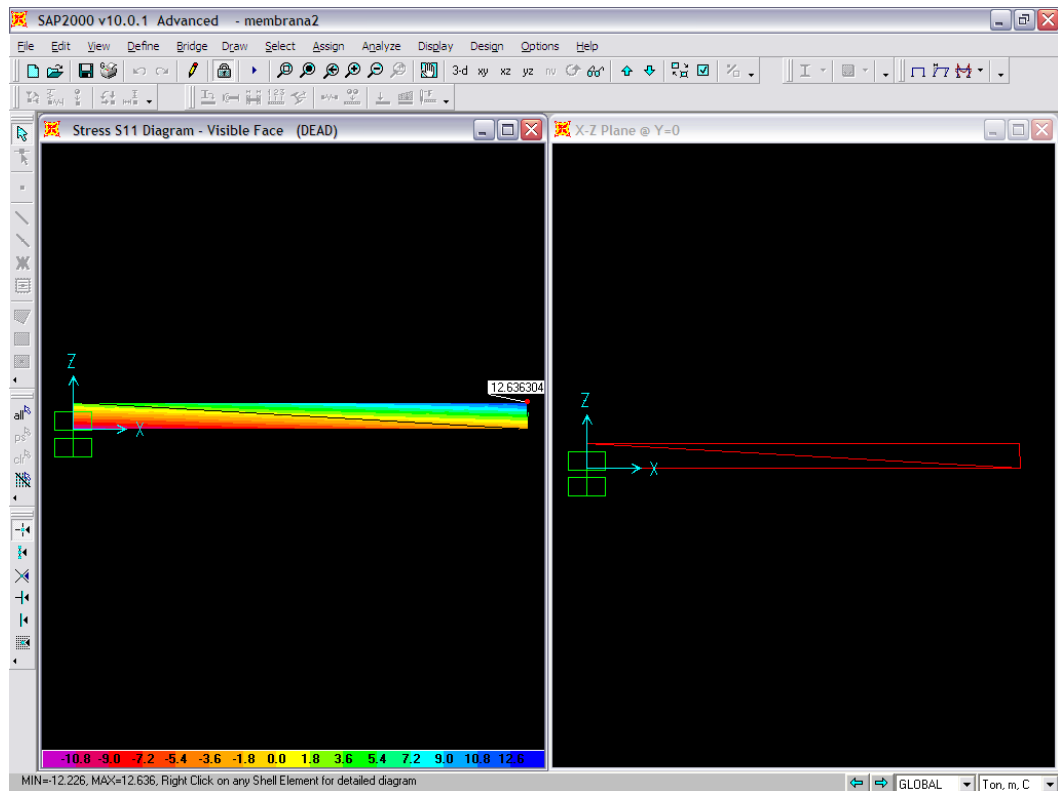 SAP2000 v10.0.1 Advanced - membrana2
File Edit View Define Bridge Draw Select Assign Analyze Display Design Options Help
3-d xy xz yz nv
Stress S11 Diagram - Visible Face (DEAD)
X-Z Plane @ Y=0
all
ps
clr
Z
12.636304
X
Z
X
-10.8 -9.0 -7.2 -5.4 -3.6 -1.8 0.0 1.8 3.6 5.4 7.2 9.0 10.8 12.6
MIN=-12.226, MAX=12.636, Right Click on any Shell Element for detailed diagram
GLOBAL
Ton, m, C